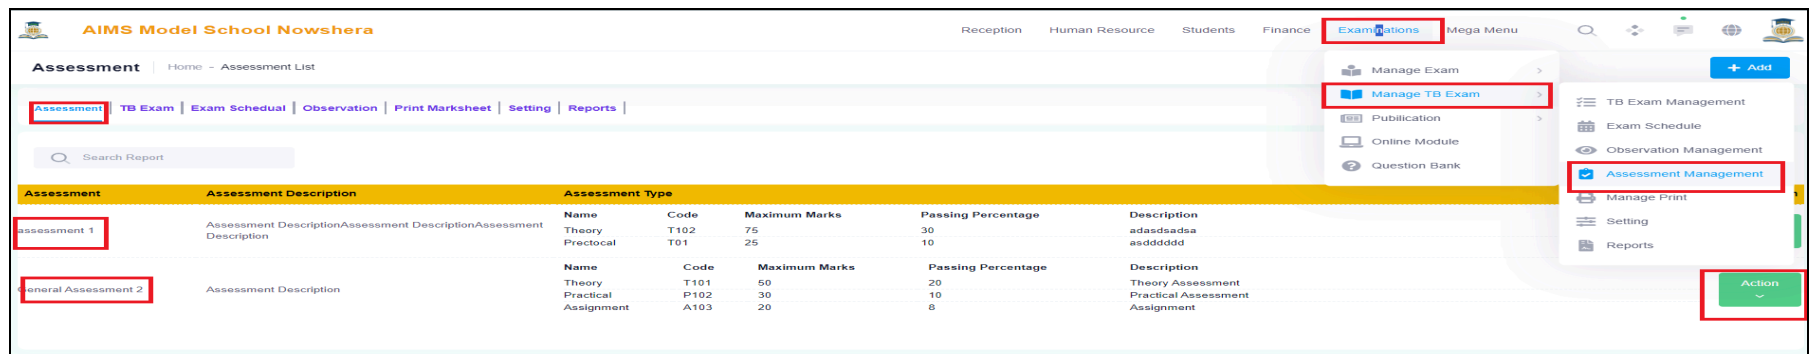 AIMS Model School Nowshera
Reception Human Resource Students Finance Examinations Mega Menu
Assessment Home - Assessment List
+ Add
Assessment TB Exam Exam Schedual Observation Print Marksheet Setting Reports
Search Report
Manage Exam
Manage TB Exam
Publication
Online Module
Question Bank
TB Exam Management
Exam Schedule
Observation Management
Assessment Management
Manage Print
Setting
Reports
Assessment Assessment Description Assessment Type
Name Code Maximum Marks Passing Percentage Description
assessment 1 Assessment DescriptionAssessment DescriptionAssessment Description
Theory T102 75 30 adasdsadsa
Prectocal T01 25 10 asdddddd
Name Code Maximum Marks Passing Percentage Description
General Assessment 2 Assessment Description
Theory T101 50 20 Theory Assessment
Practical P102 30 10 Practical Assessment
Assignment A103 20 8 Assignment
Action